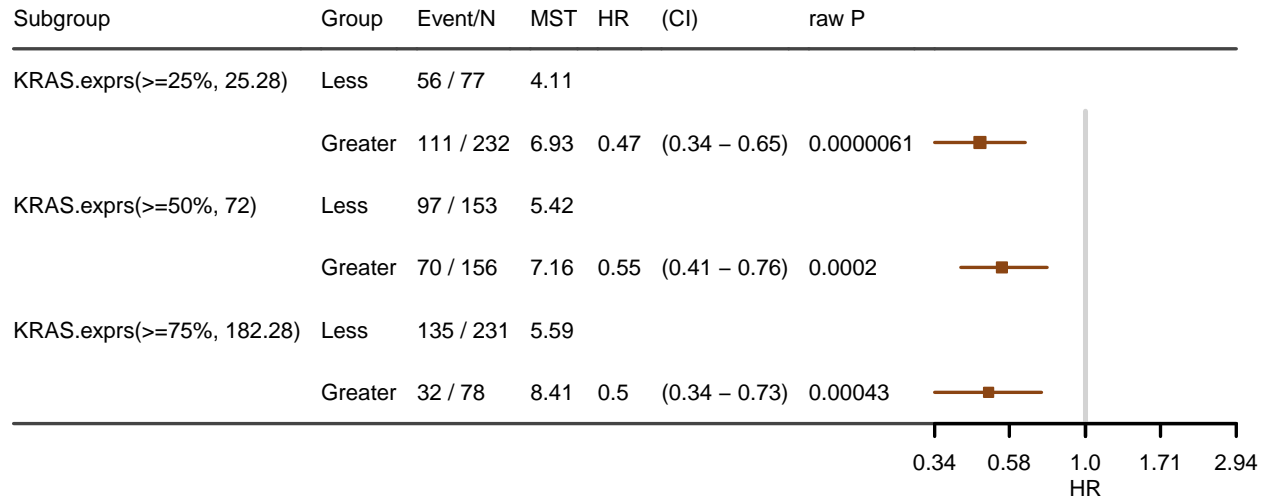 Subgroup Group Event/N MST HR (CI) raw P
KRAS.exprs(>=25%, 25.28) Less 56 / 77 4.11
Greater 111 / 232 6.93 0.47 (0.34 − 0.65) 0.0000061
KRAS.exprs(>=50%, 72) Less 97 / 153 5.42
Greater 70 / 156 7.16 0.55 (0.41 − 0.76) 0.0002
KRAS.exprs(>=75%, 182.28) Less 135 / 231 5.59
Greater 32 / 78 8.41 0.5 (0.34 − 0.73) 0.00043
0.34 0.58 1.0 1.71 2.94
HR